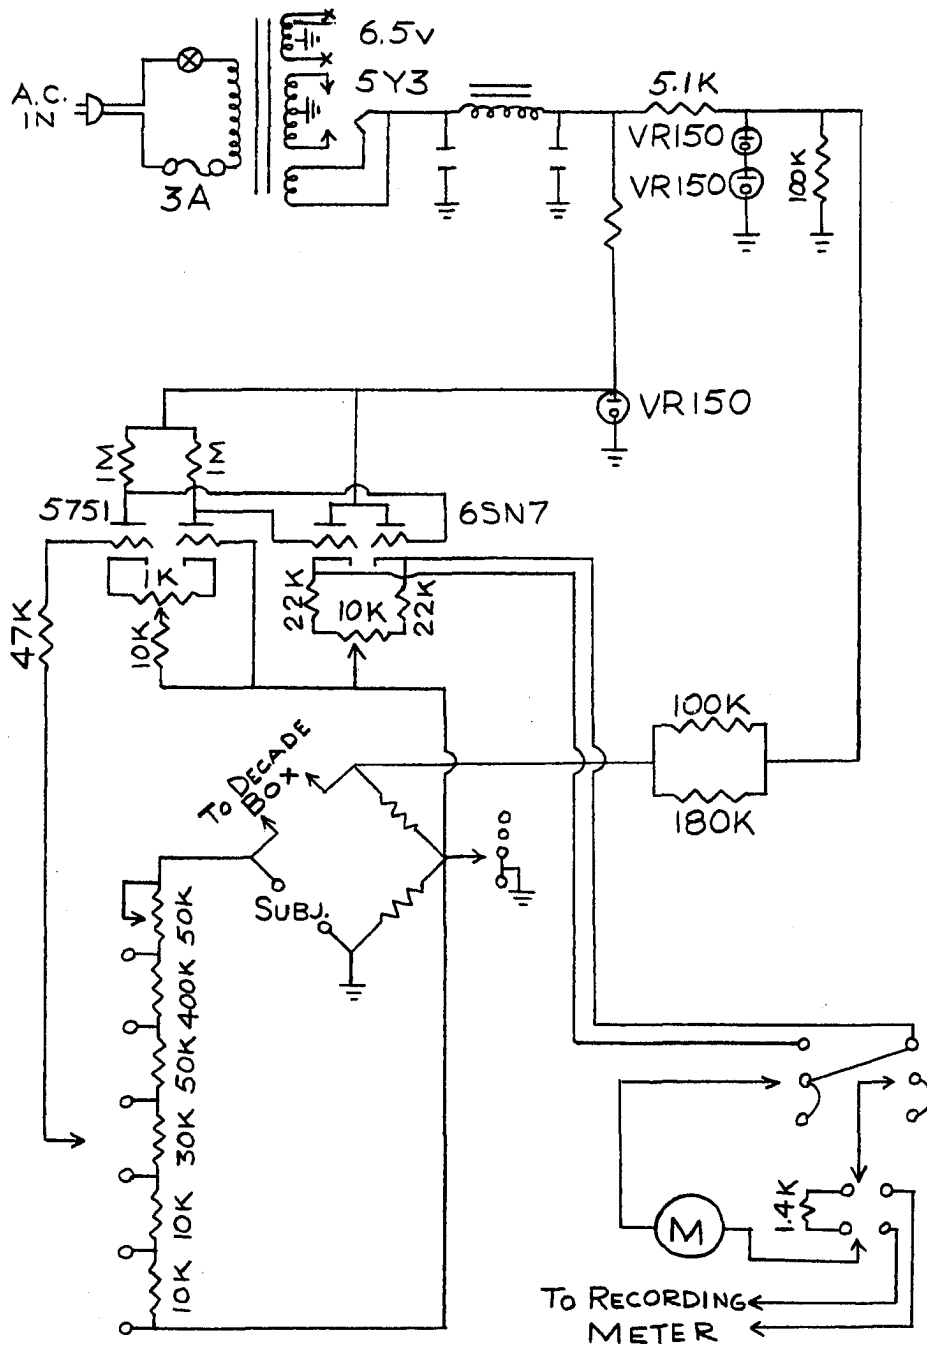 A.C.
IN
3A
6.5v
5Y3
5.1K
VR150
VR150
100K
VR150
1M
1M
5751
6SN7
1K
10K
47K
22K
10K
22K
100K
180K
TO DECADE
BOX
SUBJ.
50K
400K
50K
30K
10K
10K
1.4K
M
TO RECORDING
METER